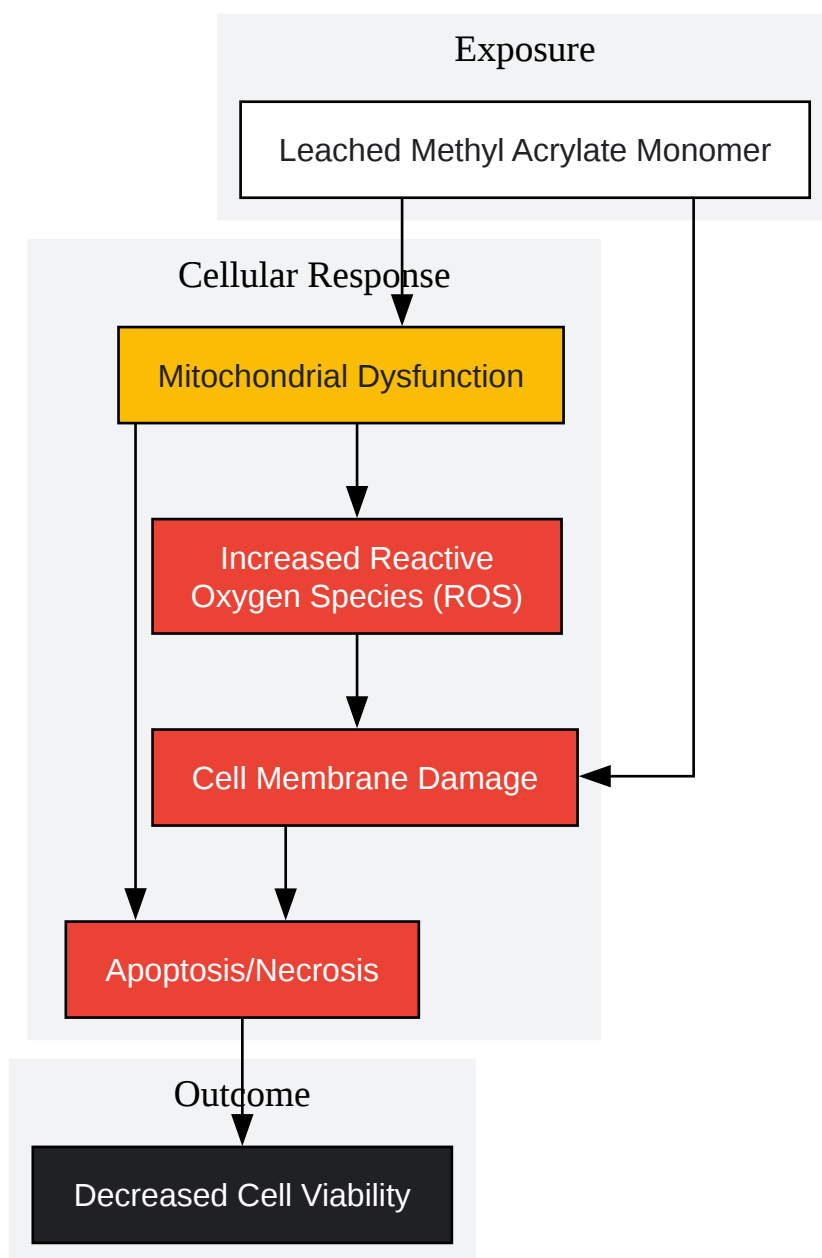 Exposure
Leached Methyl Acrylate Monomer
Cellular Response
Mitochondrial Dysfunction
Increased Reactive
Oxygen Species (ROS)
Cell Membrane Damage
Apoptosis/Necrosis
Outcome
Decreased Cell Viability